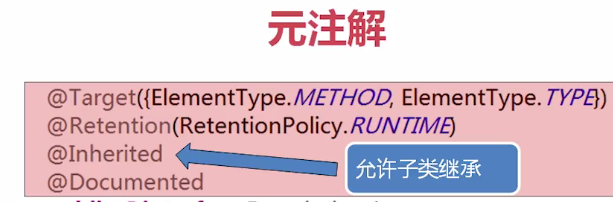 元注解
@Target({ElementType.METHOD, ElementType.TYPE})
@Retention(RetentionPolicy.RUNTIME)
@Inherited
允许子类继承
@Documented